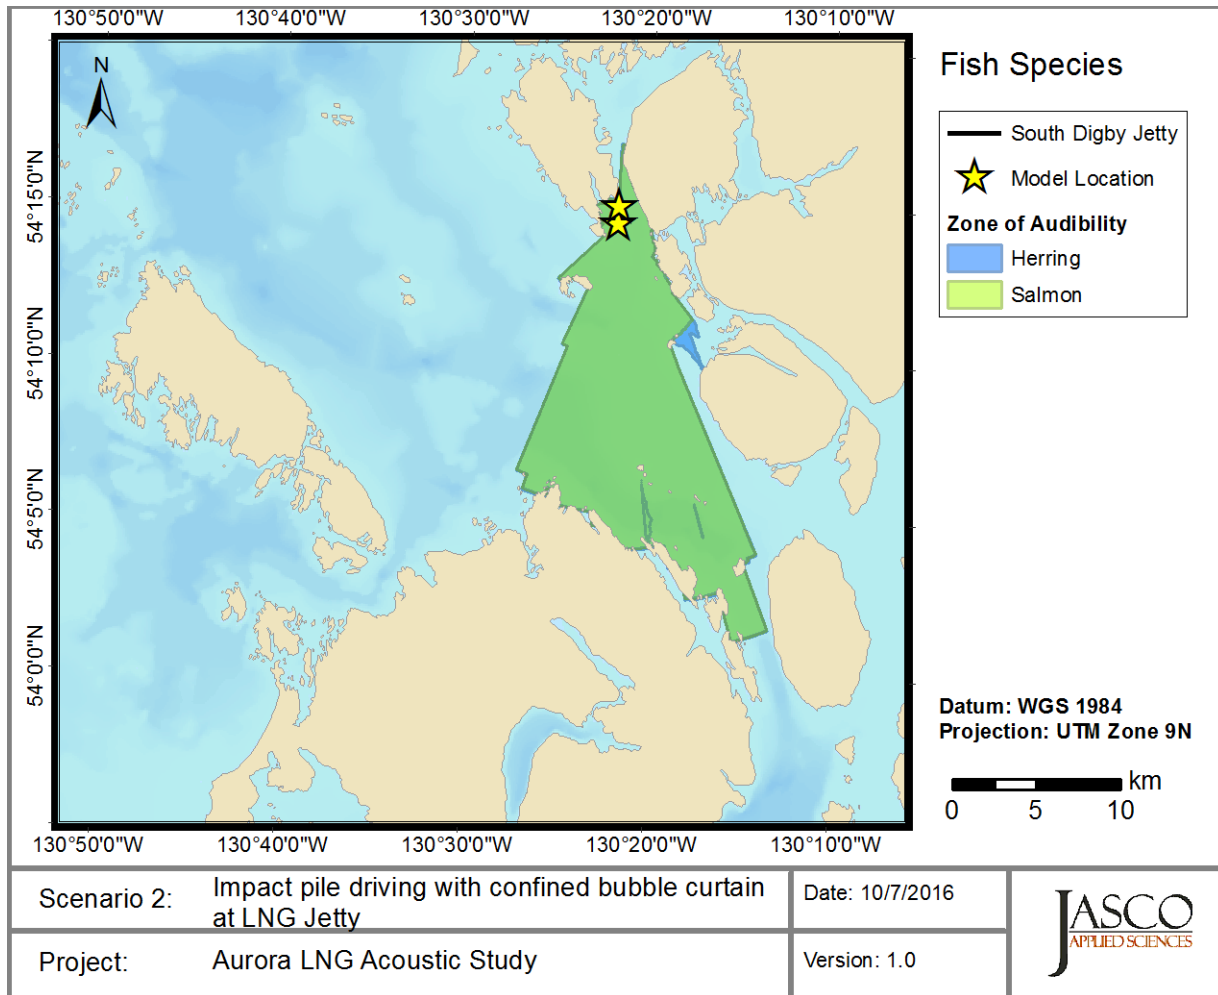 130°50'0"W 130°40'0"W 130°30'0"W 130°20'0"W 130°10'0"W
N
54°15'0"N
54°10'0"N
54°5'0"N
54°0'0"N
130°50'0"W 130°40'0"W 130°30'0"W 130°20'0"W 130°10'0"W
Fish Species
South Digby Jetty
Model Location
Zone of Audibility
Herring
Salmon
Datum: WGS 1984
Projection: UTM Zone 9N
km
0 5 10
Scenario 2:
Impact pile driving with confined bubble curtain
at LNG Jetty
Date: 10/7/2016
Project:
Aurora LNG Acoustic Study
Version: 1.0
JASCO
APPLIED SCIENCES